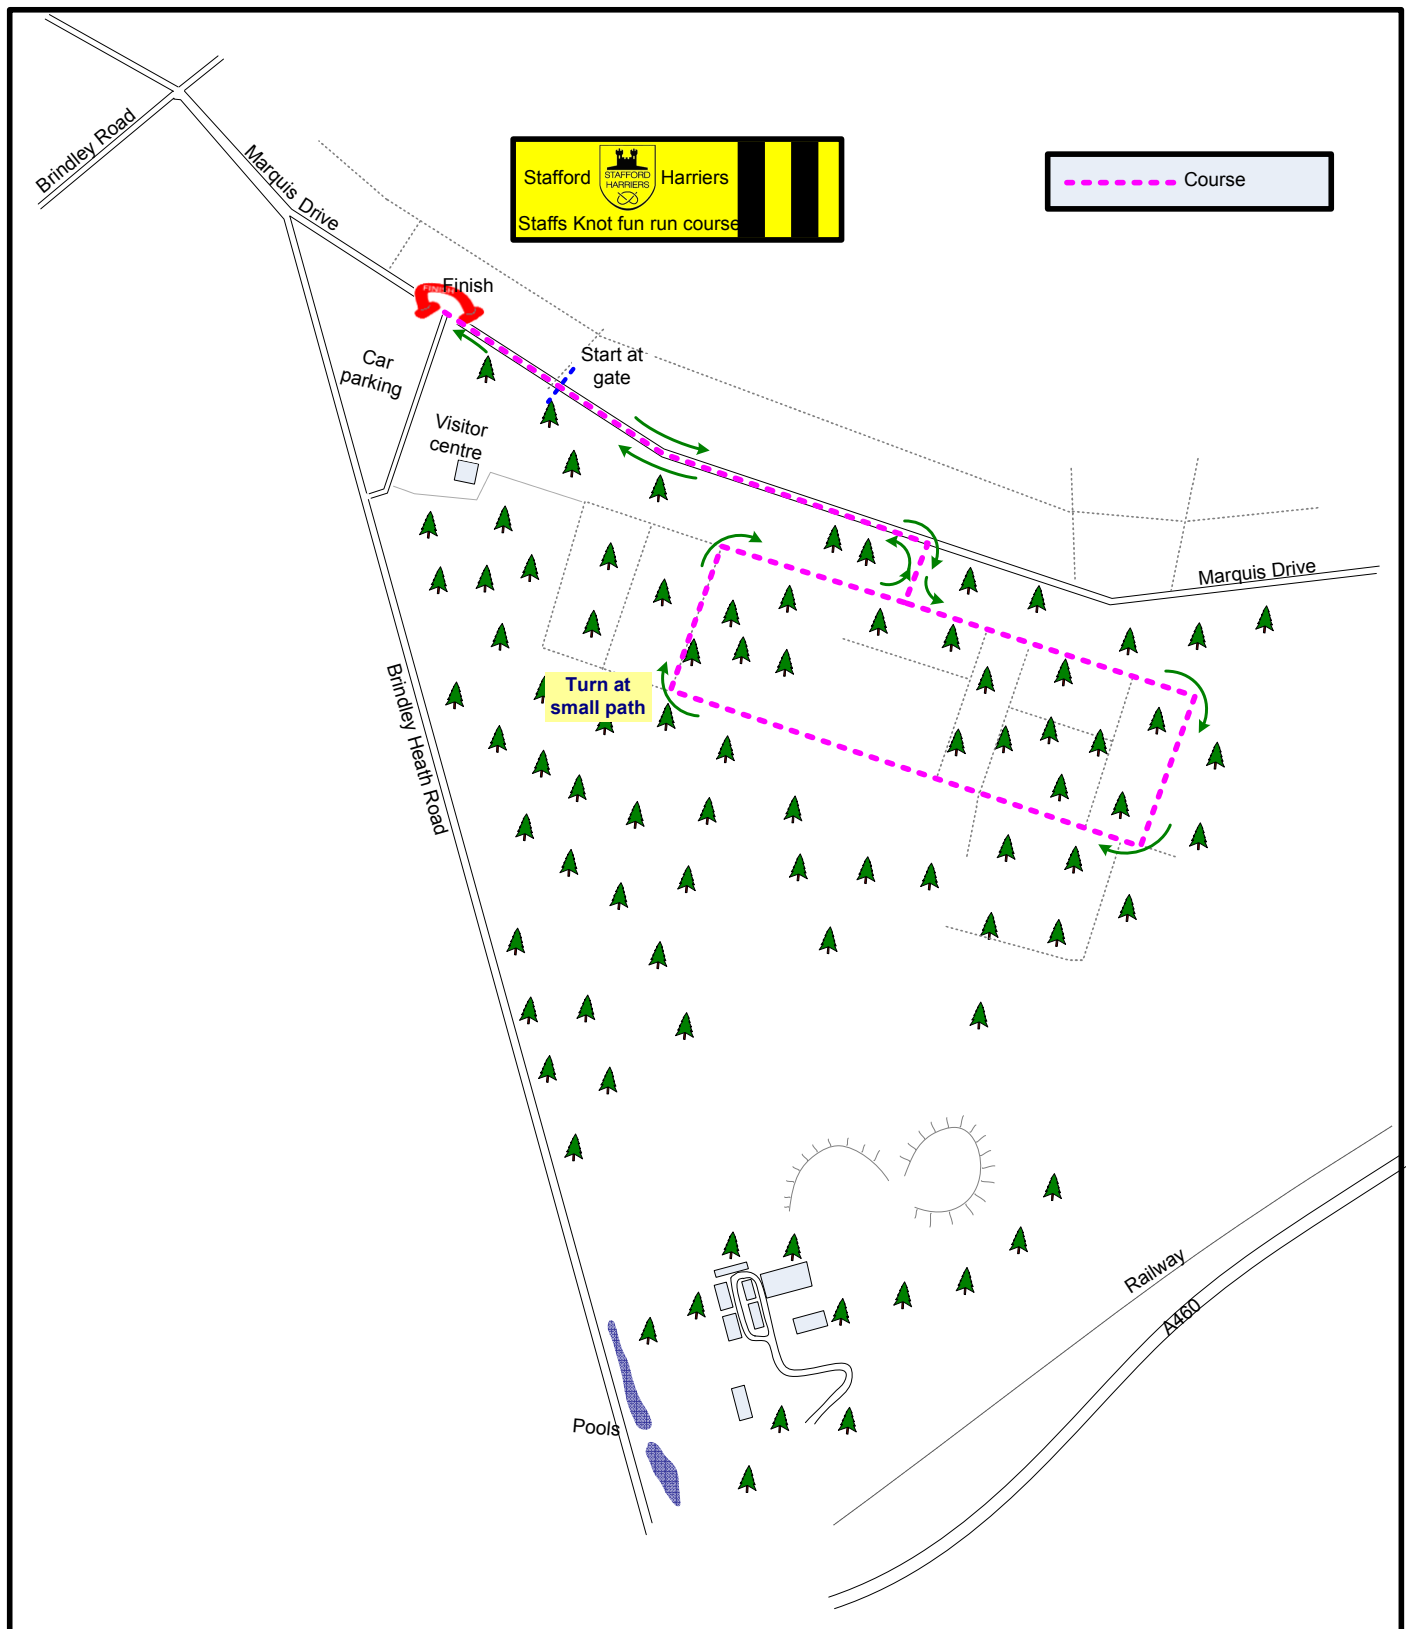 Brindley Road
Marquis Drive
Stafford
STAFFORD
HARRIERS
Harriers
Staffs Knot fun run course
Course
FINISH
Finish
Start at
gate
Car
parking
Visitor
centre
Marquis Drive
Turn at
small path
Brindley Heath Road
Railway
A460
Pools